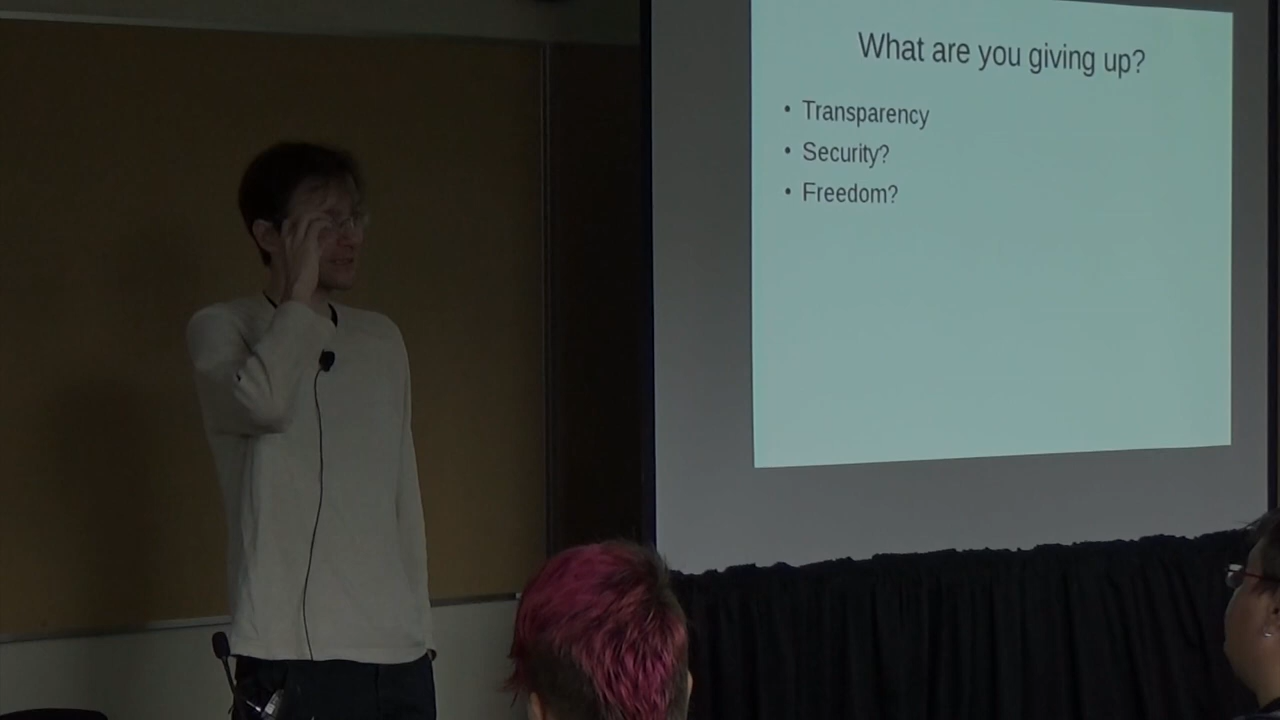 What are you giving up?
• Transparency
• Security?
• Freedom?